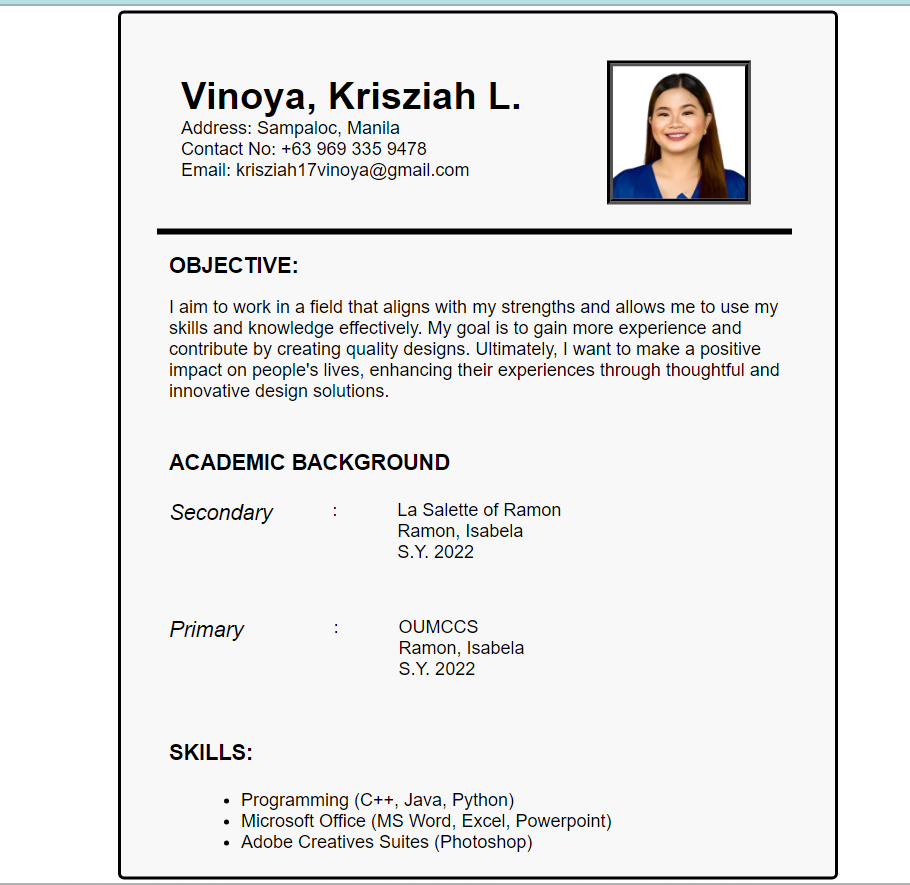 Vinoya, Krisziah L.
Address: Sampaloc, Manila
Contact No: +63 969 335 9478
Email: krisziah17vinoya@gmail.com
OBJECTIVE:
I aim to work in a field that aligns with my strengths and allows me to use my
skills and knowledge effectively. My goal is to gain more experience and
contribute by creating quality designs. Ultimately, I want to make a positive
impact on people's lives, enhancing their experiences through thoughtful and
innovative design solutions.
ACADEMIC BACKGROUND
Secondary : La Salette of Ramon
Ramon, Isabela
S.Y. 2022
Primary : OUMCCS
Ramon, Isabela
S.Y. 2022
SKILLS:
• Programming (C++, Java, Python)
• Microsoft Office (MS Word, Excel, Powerpoint)
• Adobe Creatives Suites (Photoshop)